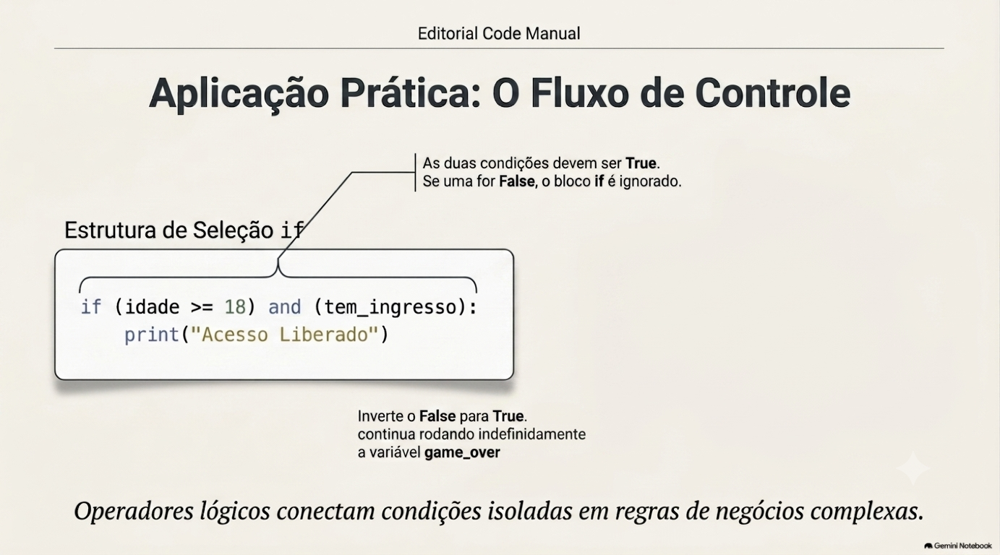 Editorial Code Manual
Aplicação Prática: O Fluxo de Controle
As duas condições devem ser True.
Se uma for False, o bloco if é ignorado.
Estrutura de Seleção if
if (idade >= 18) and (tem_ingresso):
    print("Acesso Liberado")
Inverte o False para True.
continua rodando indefinidamente
a variável game_over
Operadores lógicos conectam condições isoladas em regras de negócios complexas.
Gemini Notebook